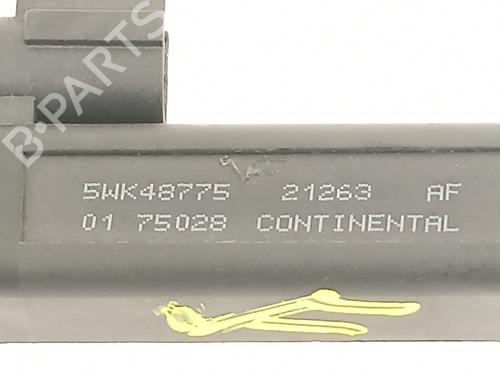 B-PARTS
5WK48775 21263 AF
01 75028 CONTINENTAL